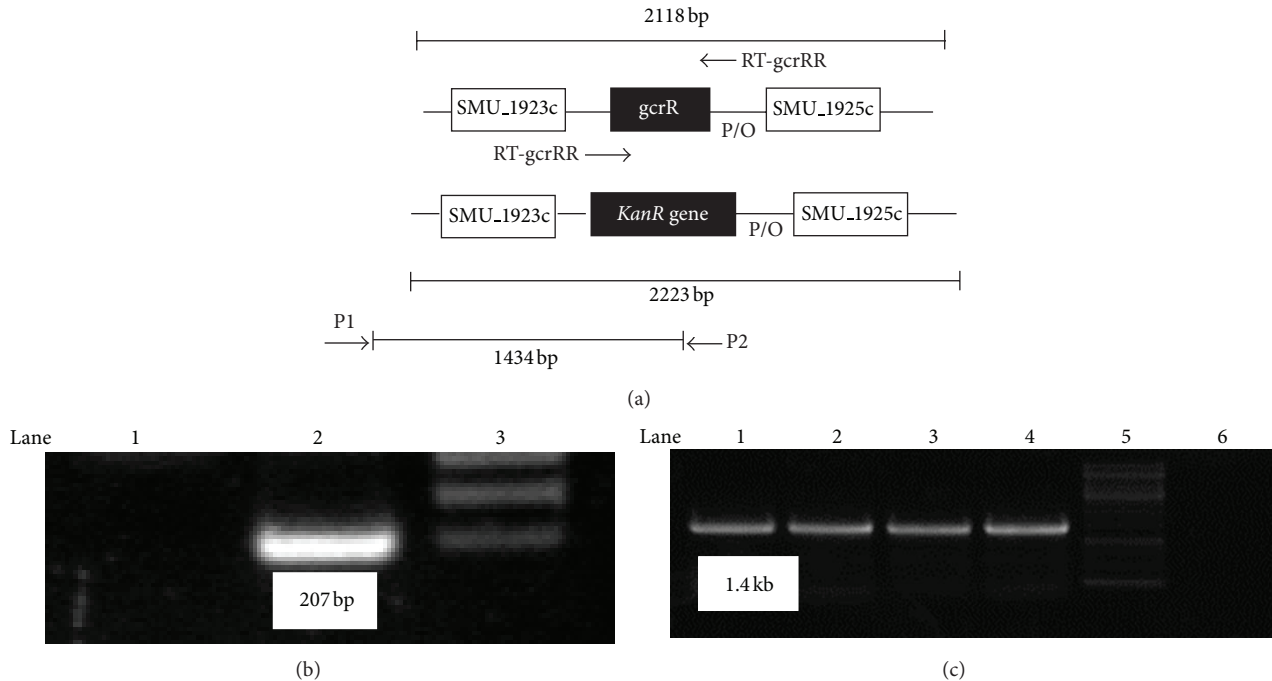 2118 bp
RT-gcrRR
SMU_1923c gcrR SMU_1925c
P/O
RT-gcrRR
SMU_1923c KanR gene SMU_1925c
P/O
2223 bp
P1
P2
1434 bp
(a)
Lane 1 2 3
207 bp
(b)
Lane 1 2 3 4 5 6
1.4 kb
(c)